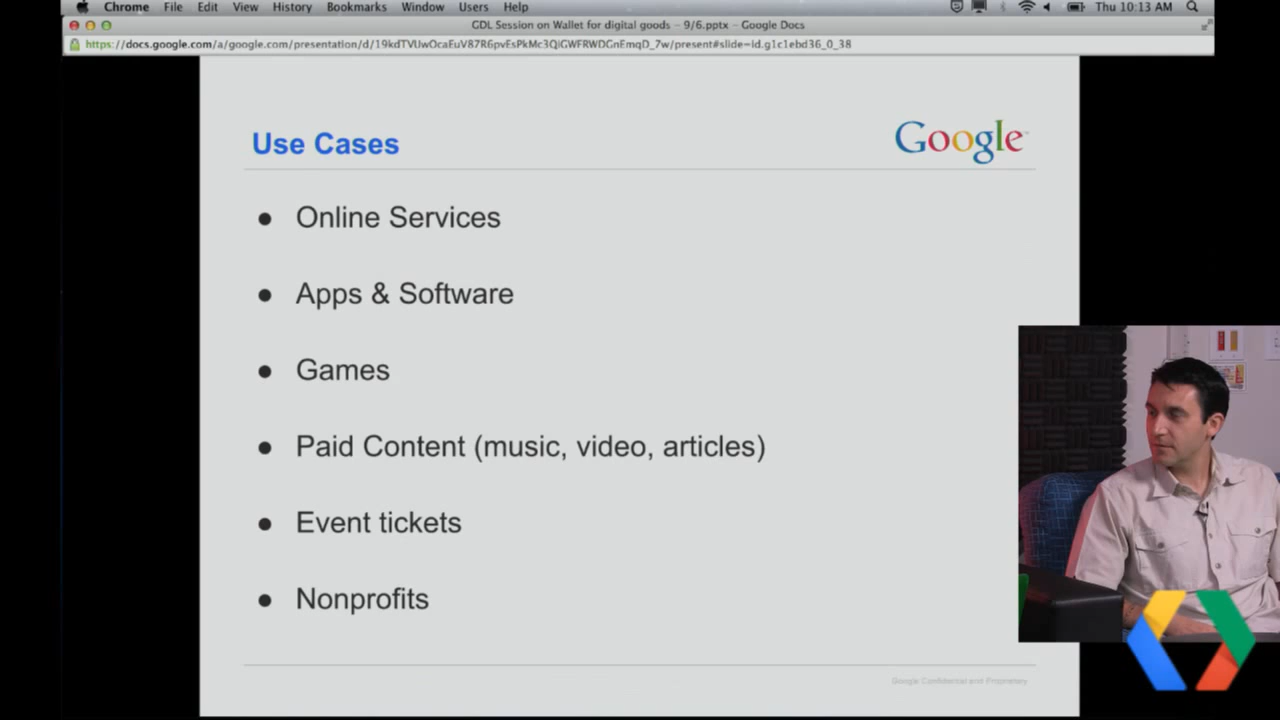 Chrome File Edit View History Bookmarks Window Users Help Thu 10:13 AM
GDL Session on Wallet for digital goods – 9/6.pptx – Google Docs
Use Cases
Google
● Online Services
● Apps & Software
● Games
● Paid Content (music, video, articles)
● Event tickets
● Nonprofits
Google Confidential and Proprietary